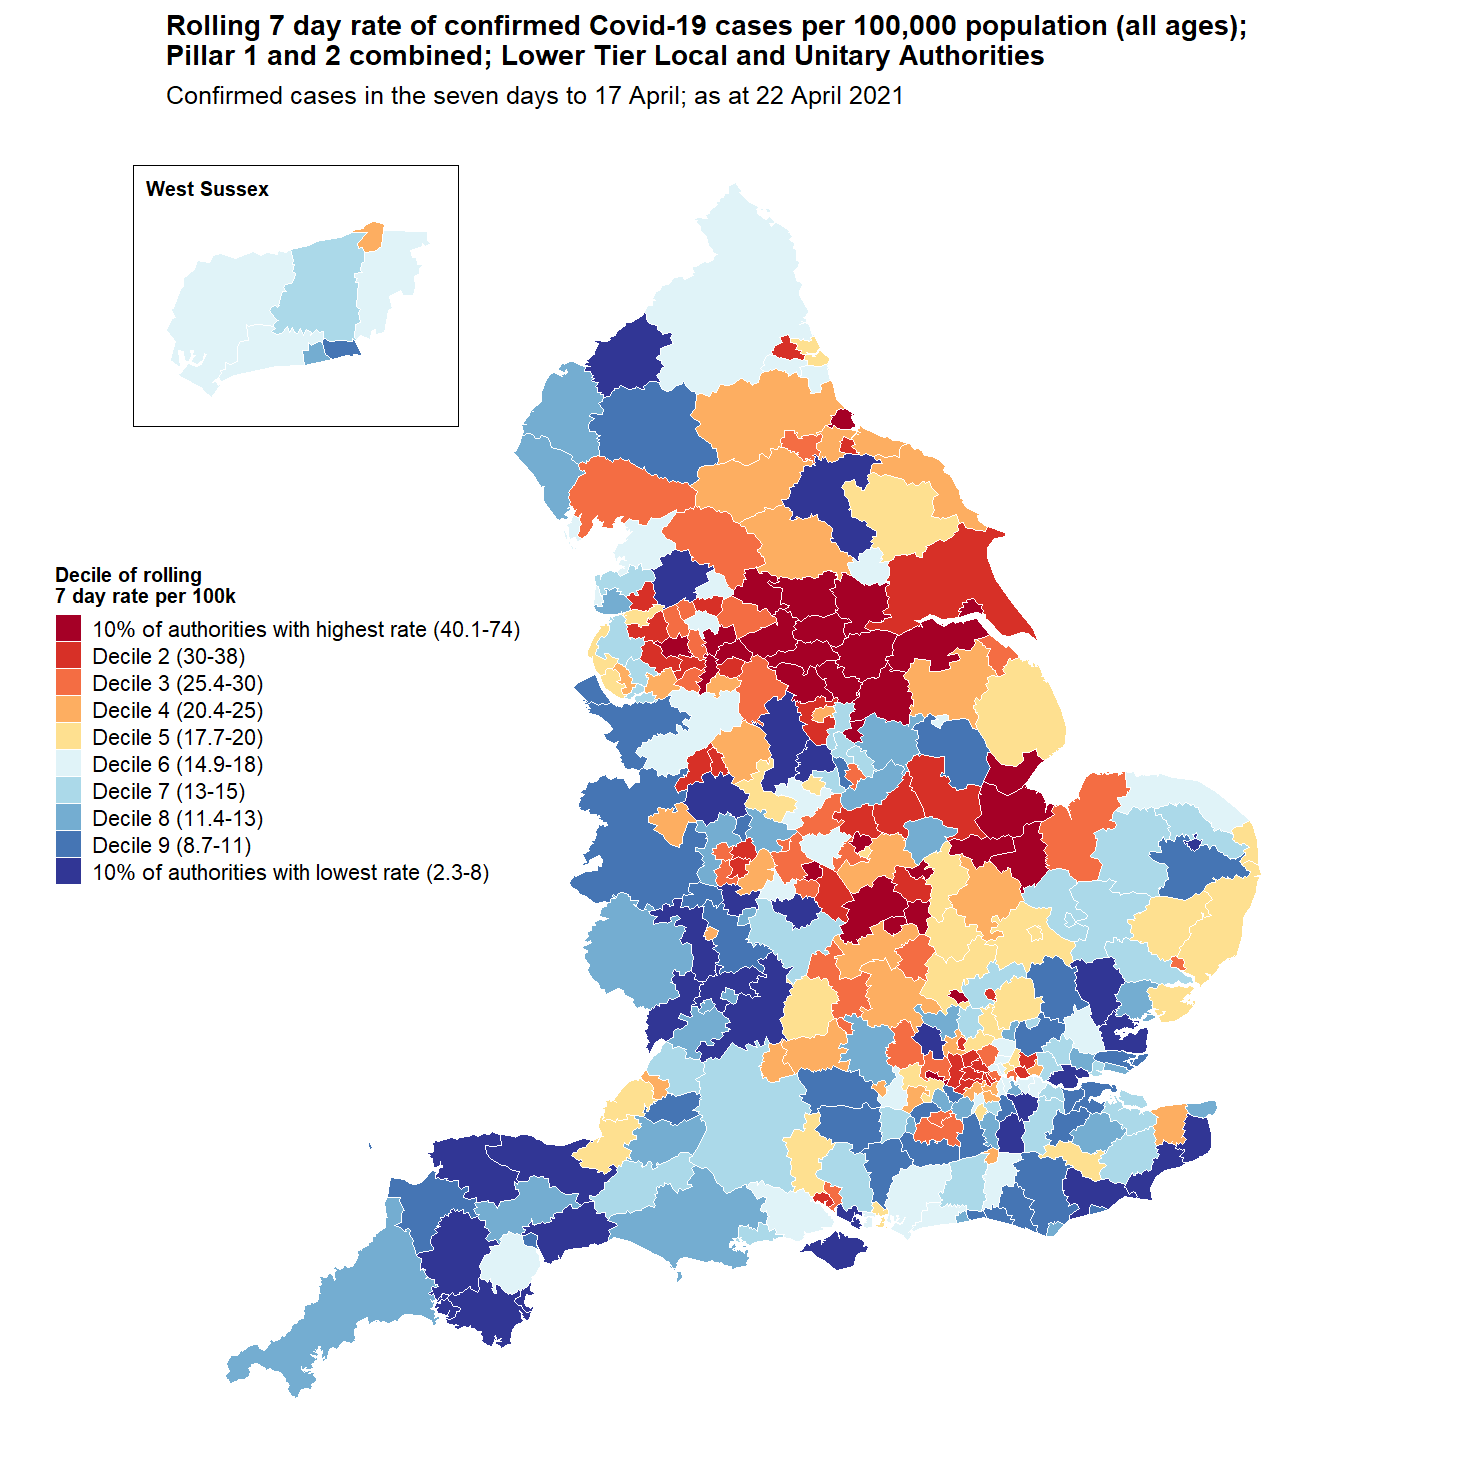 Rolling 7 day rate of confirmed Covid-19 cases per 100,000 population (all ages);
Pillar 1 and 2 combined; Lower Tier Local and Unitary Authorities
Confirmed cases in the seven days to 17 April; as at 22 April 2021
West Sussex
Decile of rolling
7 day rate per 100k
10% of authorities with highest rate (40.1-74)
Decile 2 (30-38)
Decile 3 (25.4-30)
Decile 4 (20.4-25)
Decile 5 (17.7-20)
Decile 6 (14.9-18)
Decile 7 (13-15)
Decile 8 (11.4-13)
Decile 9 (8.7-11)
10% of authorities with lowest rate (2.3-8)